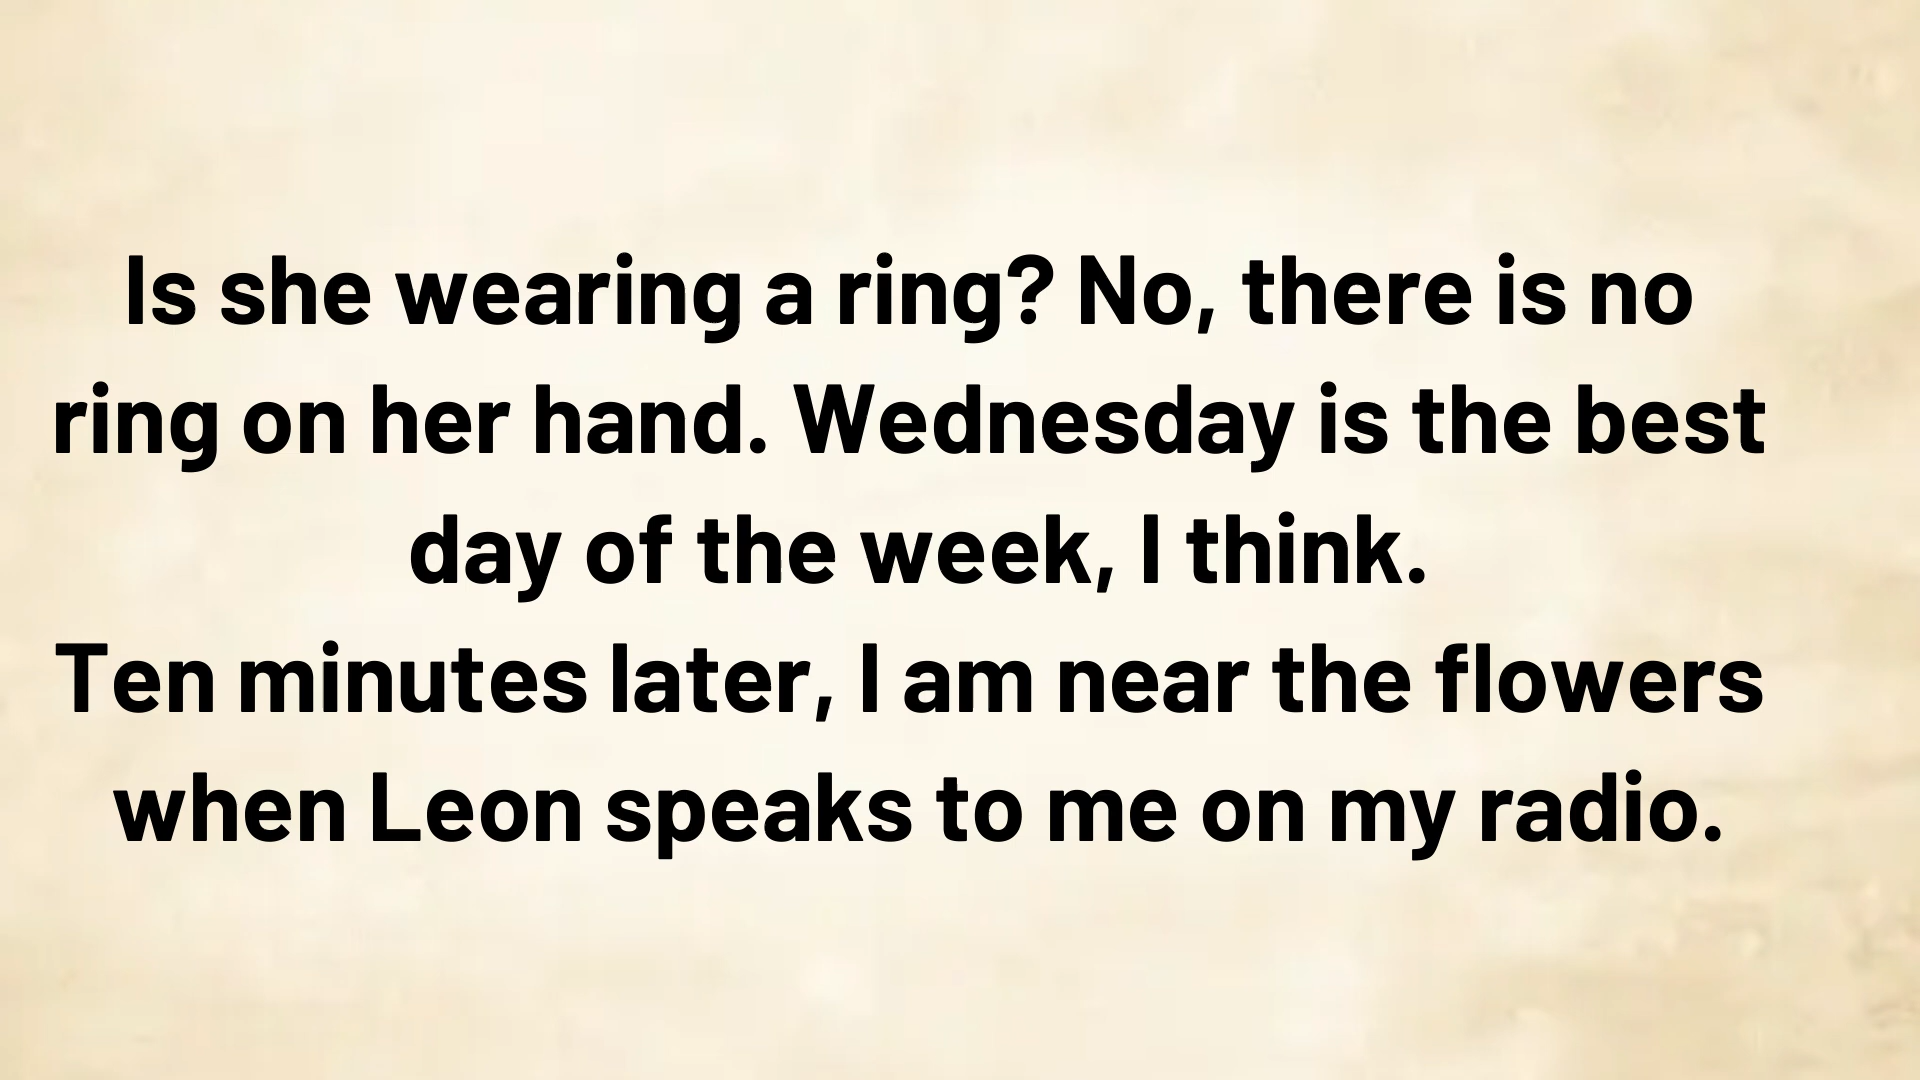 Is she wearing a ring? No, there is no
ring on her hand. Wednesday is the best
day of the week, I think.
Ten minutes later, I am near the flowers
when Leon speaks to me on my radio.